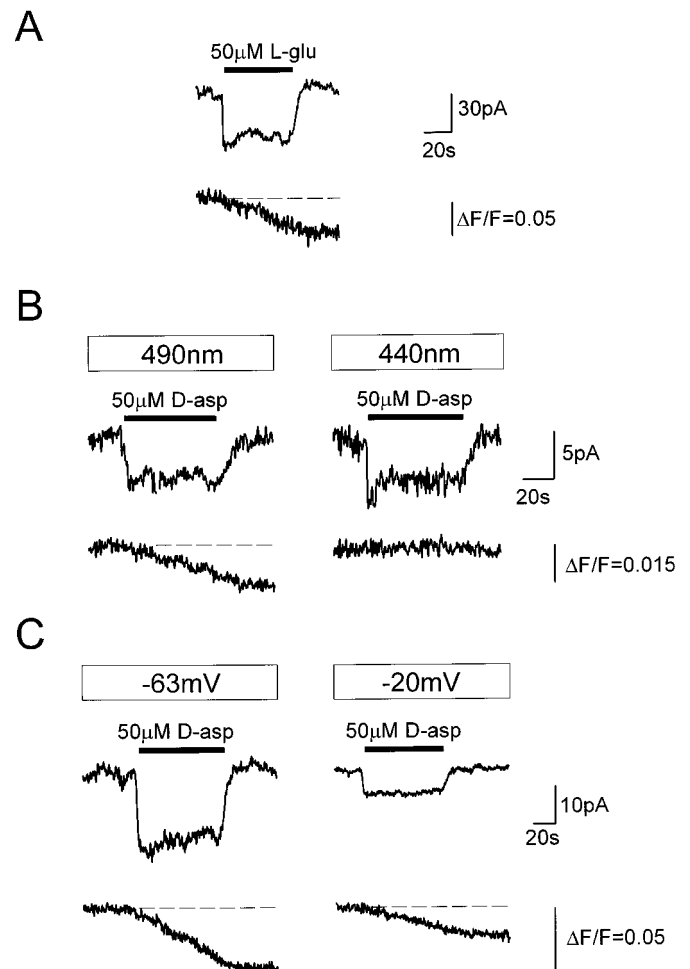 A
50μM L-glu
30pA
20s
ΔF/F=0.05
B
490nm
440nm
50μM D-asp
50μM D-asp
5pA
20s
ΔF/F=0.015
C
-63mV
-20mV
50μM D-asp
50μM D-asp
10pA
20s
ΔF/F=0.05